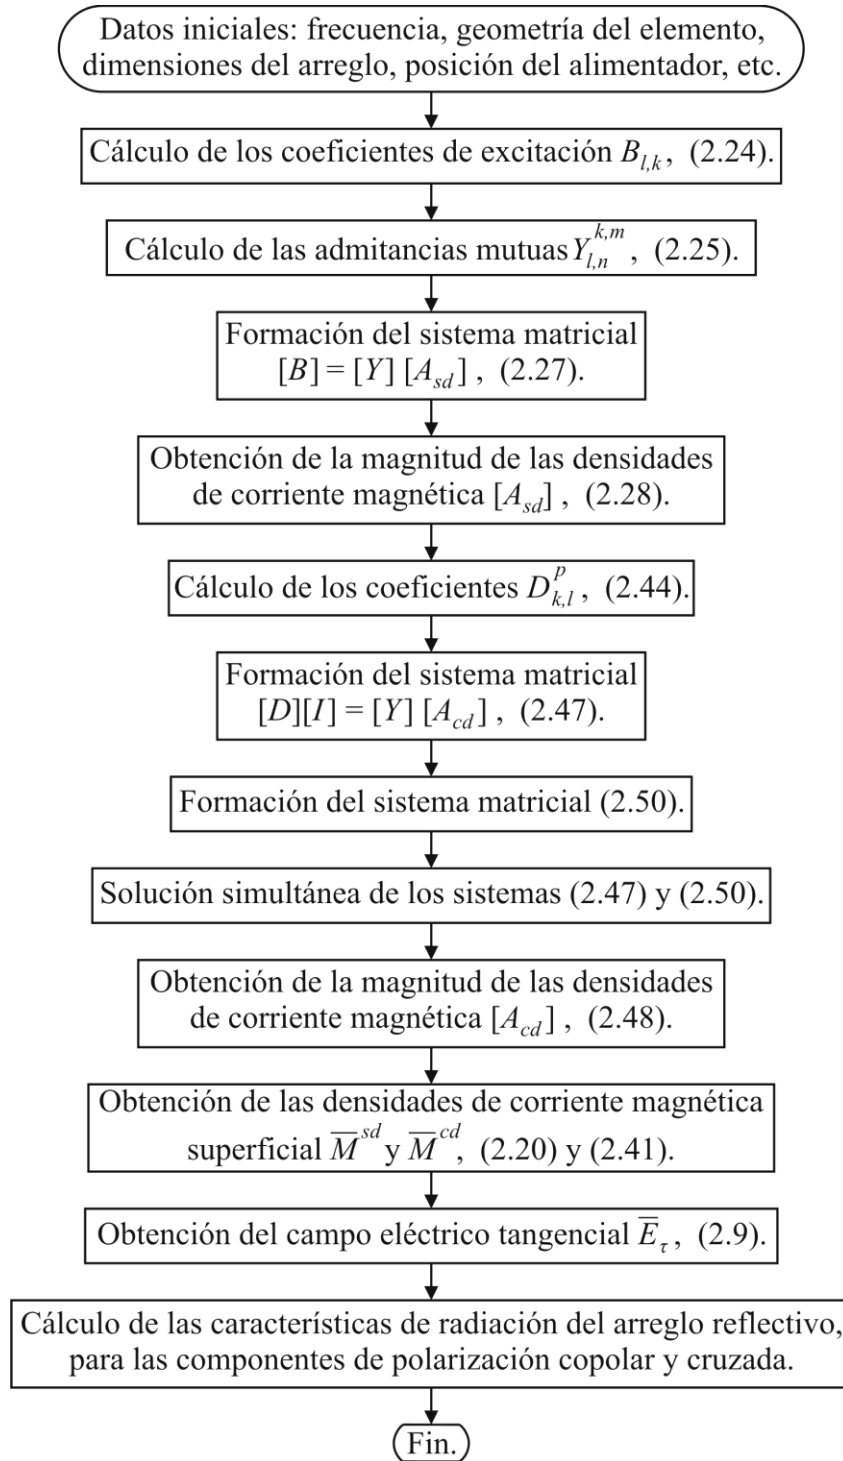 Datos iniciales: frecuencia, geometría del elemento,
dimensiones del arreglo, posición del alimentador, etc.
Cálculo de los coeficientes de excitación B_{l,k}, (2.24).
Cálculo de las admitancias mutuas Y_{l,n}^{k,m}, (2.25).
Formación del sistema matricial
[B] = [Y] [A_{sd}] , (2.27).
Obtención de la magnitud de las densidades
de corriente magnética [A_{sd}] , (2.28).
Cálculo de los coeficientes D_{k,l}^{p}, (2.44).
Formación del sistema matricial
[D][I] = [Y] [A_{cd}] , (2.47).
Formación del sistema matricial (2.50).
Solución simultánea de los sistemas (2.47) y (2.50).
Obtención de la magnitud de las densidades
de corriente magnética [A_{cd}] , (2.48).
Obtención de las densidades de corriente magnética
superficial \overline{M}^{sd} y \overline{M}^{cd}, (2.20) y (2.41).
Obtención del campo eléctrico tangencial \overline{E}_{τ}, (2.9).
Cálculo de las características de radiación del arreglo reflectivo,
para las componentes de polarización copolar y cruzada.
Fin.